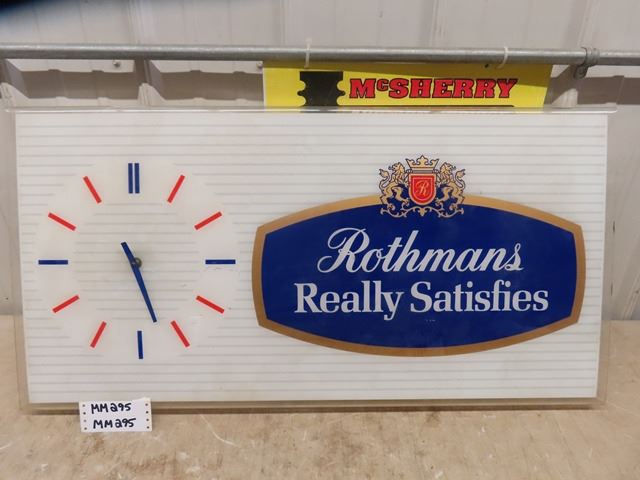 McSHERRY
R
Rothmans
Really Satisfies
MM295
MM295